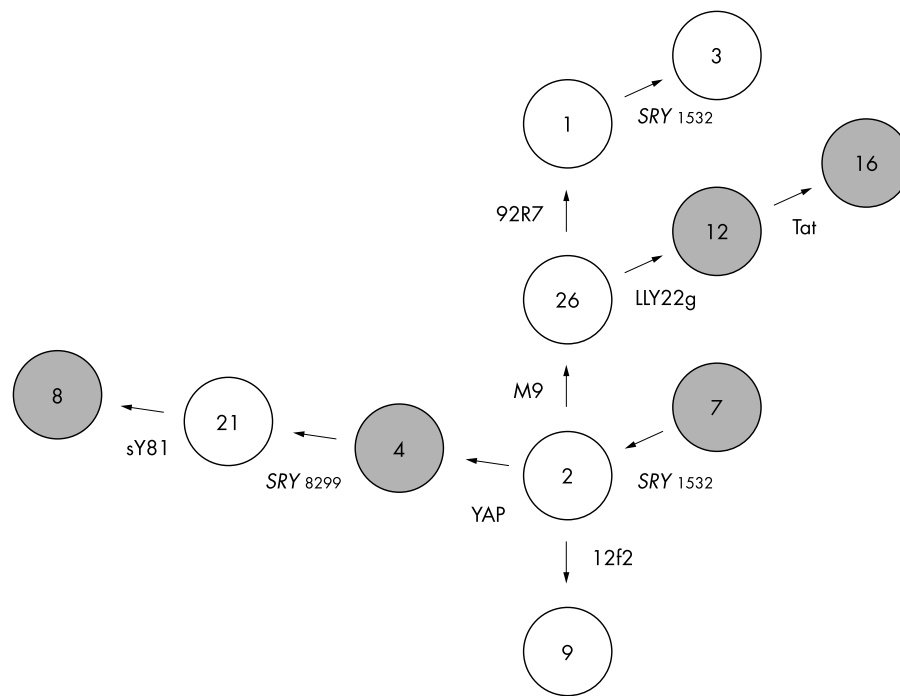 3
1
SRY 1532
16
92R7
12
Tat
26
LLY22g
8
M9
7
21
sY81
4
SRY 8299
2
SRY 1532
YAP
12f2
9